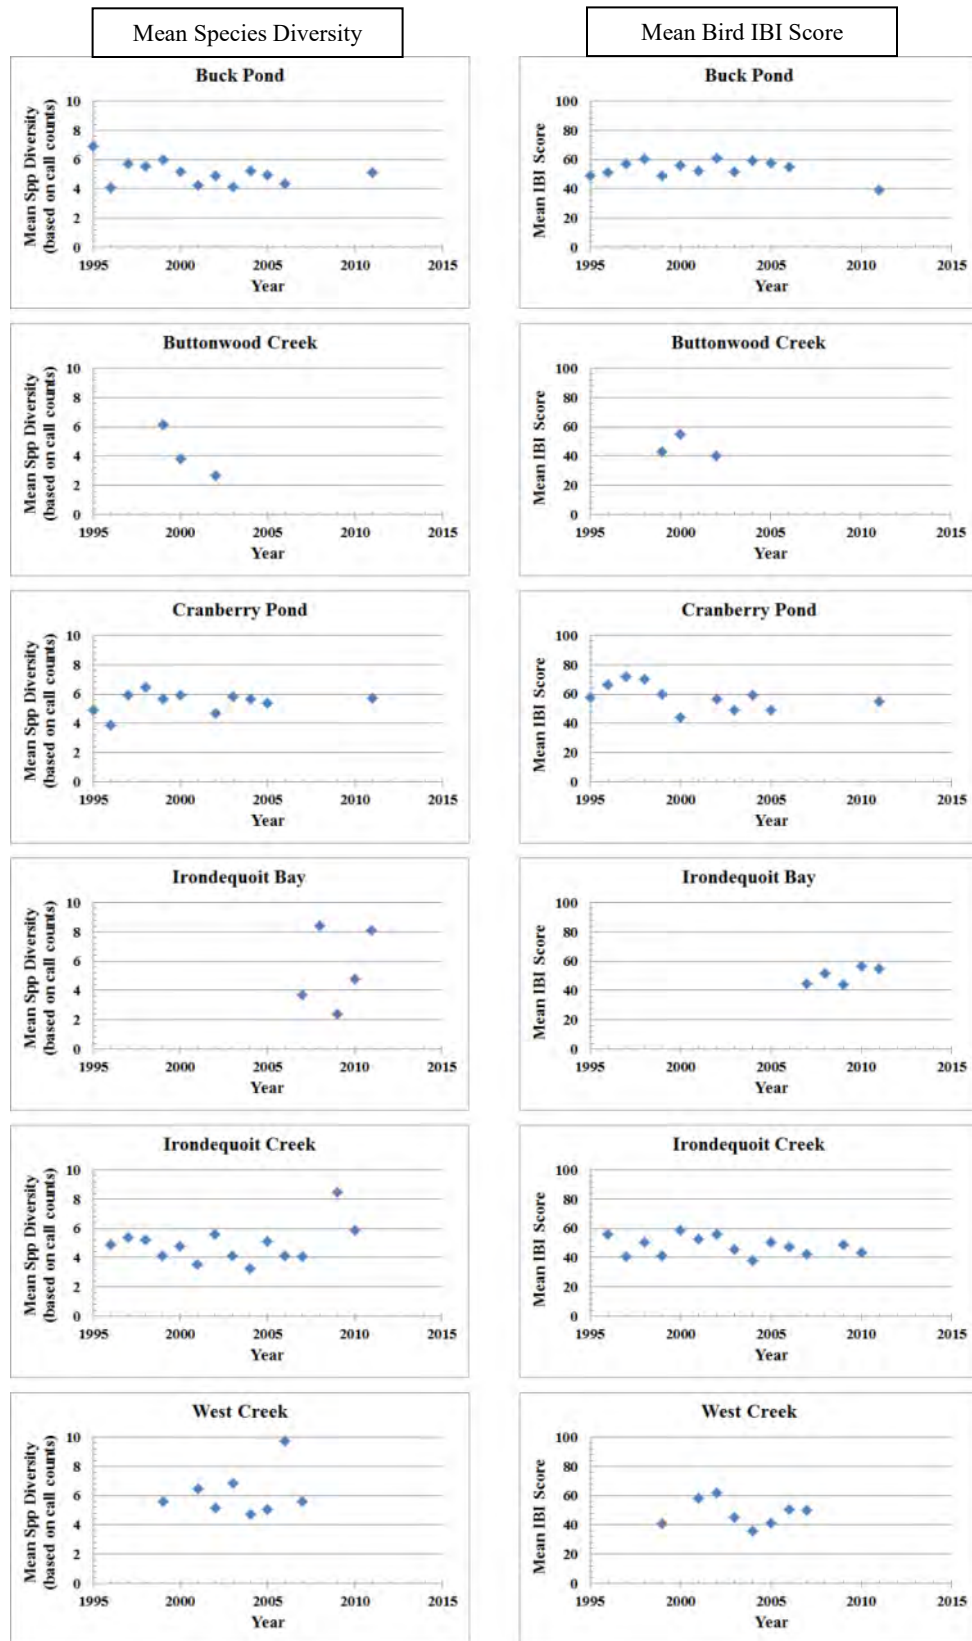 Mean Species Diversity
Mean Bird IBI Score
Buck Pond
Mean Spp Diversity
(based on call counts)
10
8
6
4
2
0
1995 2000 2005 2010 2015
Year
Buck Pond
Mean IBI Score
100
80
60
40
20
0
1995 2000 2005 2010 2015
Year
Buttonwood Creek
Mean Spp Diversity
(based on call counts)
10
8
6
4
2
0
1995 2000 2005 2010 2015
Year
Buttonwood Creek
Mean IBI Score
100
80
60
40
20
0
1995 2000 2005 2010 2015
Year
Cranberry Pond
Mean Spp Diversity
(based on call counts)
10
8
6
4
2
0
1995 2000 2005 2010 2015
Year
Cranberry Pond
Mean IBI Score
100
80
60
40
20
0
1995 2000 2005 2010 2015
Year
Irondequoit Bay
Mean Spp Diversity
(based on call counts)
10
8
6
4
2
0
1995 2000 2005 2010 2015
Year
Irondequoit Bay
Mean IBI Score
100
80
60
40
20
0
1995 2000 2005 2010 2015
Year
Irondequoit Creek
Mean Spp Diversity
(based on call counts)
10
8
6
4
2
0
1995 2000 2005 2010 2015
Year
Irondequoit Creek
Mean IBI Score
100
80
60
40
20
0
1995 2000 2005 2010 2015
Year
West Creek
Mean Spp Diversity
(based on call counts)
10
8
6
4
2
0
1995 2000 2005 2010 2015
Year
West Creek
Mean IBI Score
100
80
60
40
20
0
1995 2000 2005 2010 2015
Year